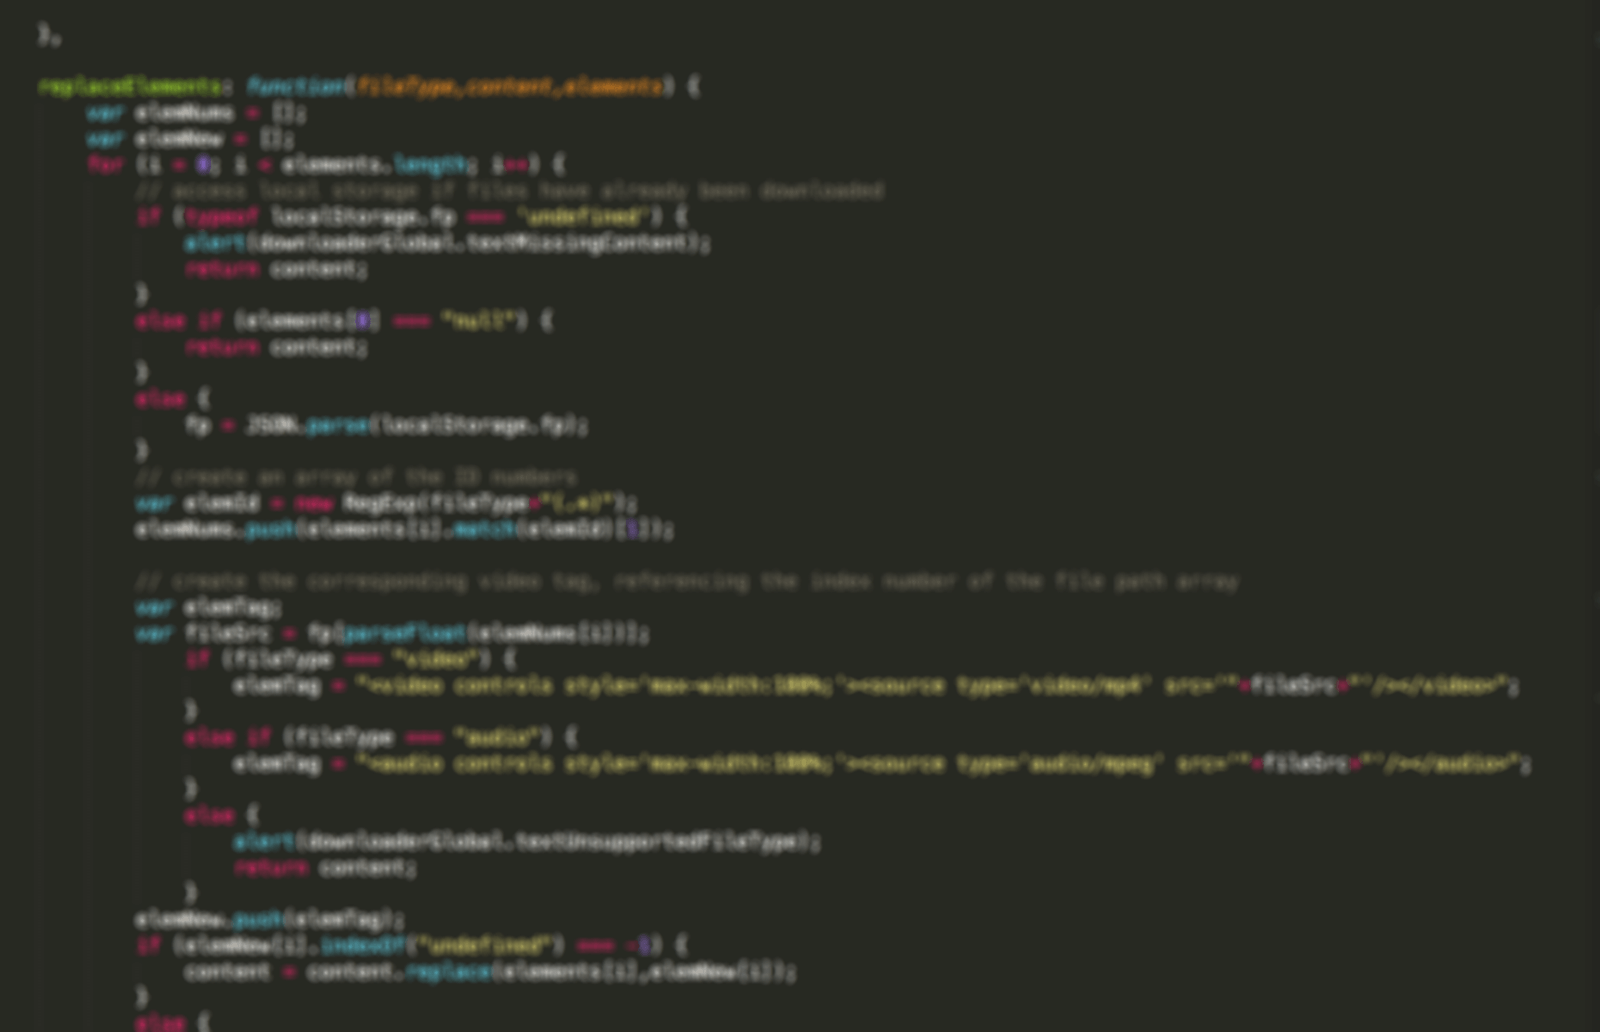 },
replaceElements: function(fileType,content,elements) {
var elemNums = [];
var elemNew = [];
for (i = 0; i < elements.length; i++) {
// access local storage if files have already been downloaded
if (typeof localStorage.fp === 'undefined') {
alert(downloaderGlobal.textMissingContent);
return content;
}
else if (elements[0] === "null") {
return content;
}
else {
fp = JSON.parse(localStorage.fp);
}
// create an array of the ID numbers
var elemId = new RegExp(fileType+"(.*)");
elemNums.push(elements[i].match(elemId)[1]);
// create the corresponding video tag, referencing the index number of the file path array
var elemTag;
var fileSrc = fp[parseFloat(elemNums[i])];
if (fileType === "video") {
elemTag = "<video controls style='max-width:100%;'><source type='video/mp4' src='"+fileSrc+"'/></video>";
}
else if (fileType === "audio") {
elemTag = "<audio controls style='max-width:100%;'><source type='audio/mpeg' src='"+fileSrc+"'/></audio>";
}
else {
alert(downloaderGlobal.textUnsupportedFileType);
return content;
}
elemNew.push(elemTag);
if (elemNew[i].indexOf("undefined") === -1) {
content = content.replace(elements[i],elemNew[i]);
}
else {